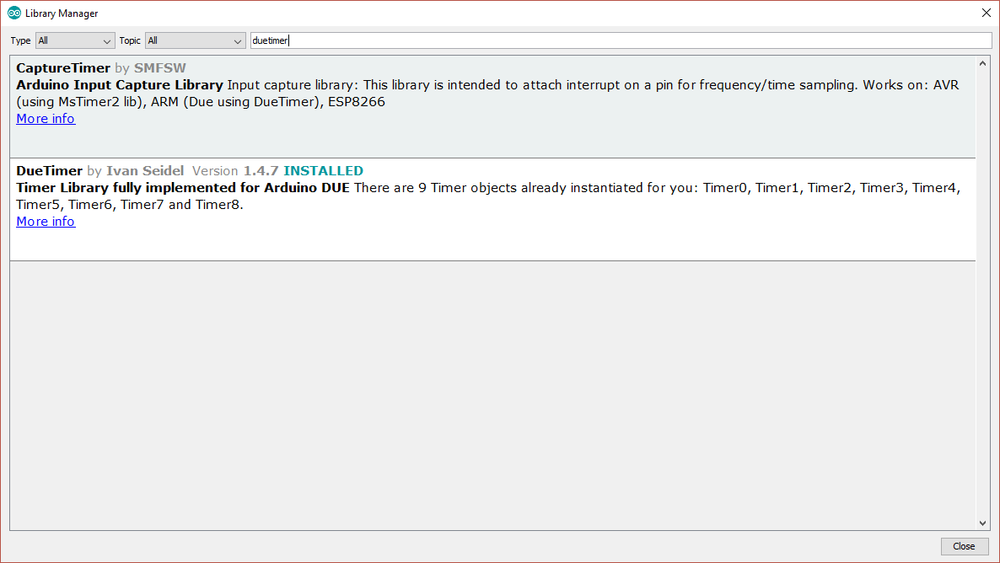 Library Manager
Type All Topic All duetimer
CaptureTimer by SMFSW
Arduino Input Capture Library Input capture library: This library is intended to attach interrupt on a pin for frequency/time sampling. Works on: AVR
(using MsTimer2 lib), ARM (Due using DueTimer), ESP8266
More info
DueTimer by Ivan Seidel Version 1.4.7 INSTALLED
Timer Library fully implemented for Arduino DUE There are 9 Timer objects already instantiated for you: Timer0, Timer1, Timer2, Timer3, Timer4,
Timer5, Timer6, Timer7 and Timer8.
More info
Close